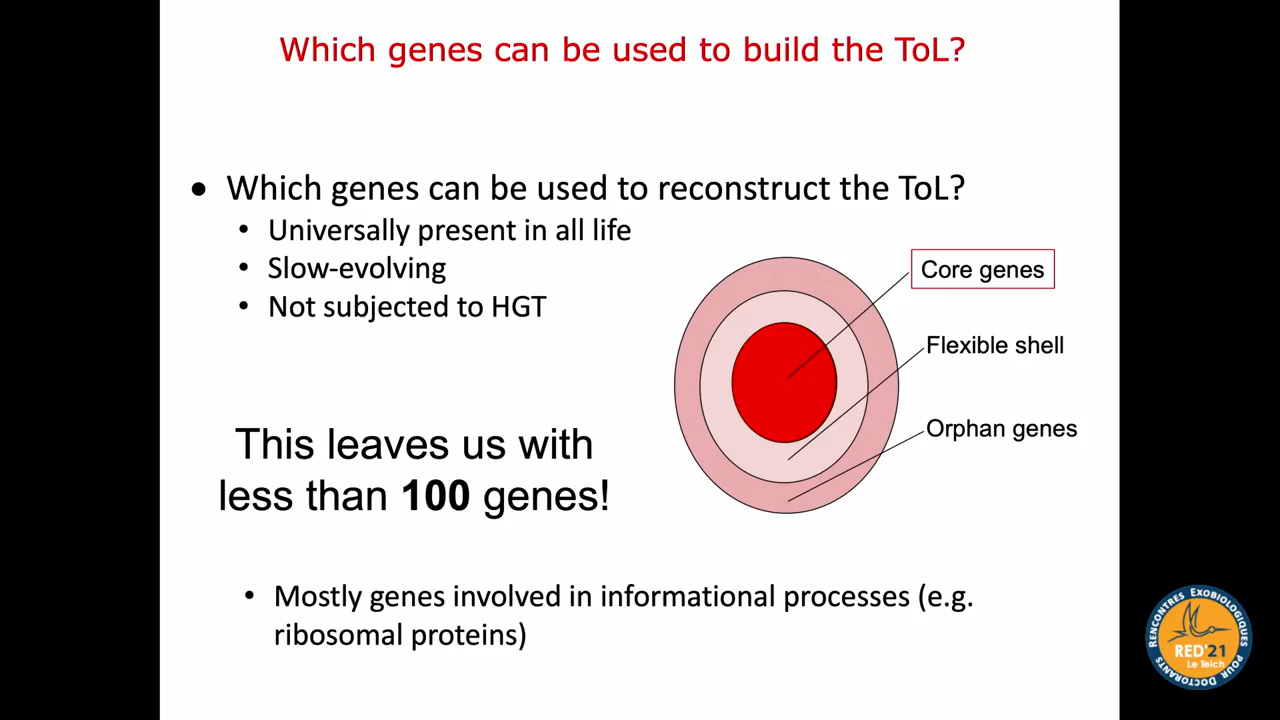 Which genes can be used to build the ToL?
• Which genes can be used to reconstruct the ToL?
• Universally present in all life
• Slow-evolving
• Not subjected to HGT
Core genes
Flexible shell
Orphan genes
This leaves us with
less than 100 genes!
• Mostly genes involved in informational processes (e.g.
ribosomal proteins)
RENCONTRES EXOBIOLOGIQUES
POUR DOCTORANTS
RED'21
Le Teich